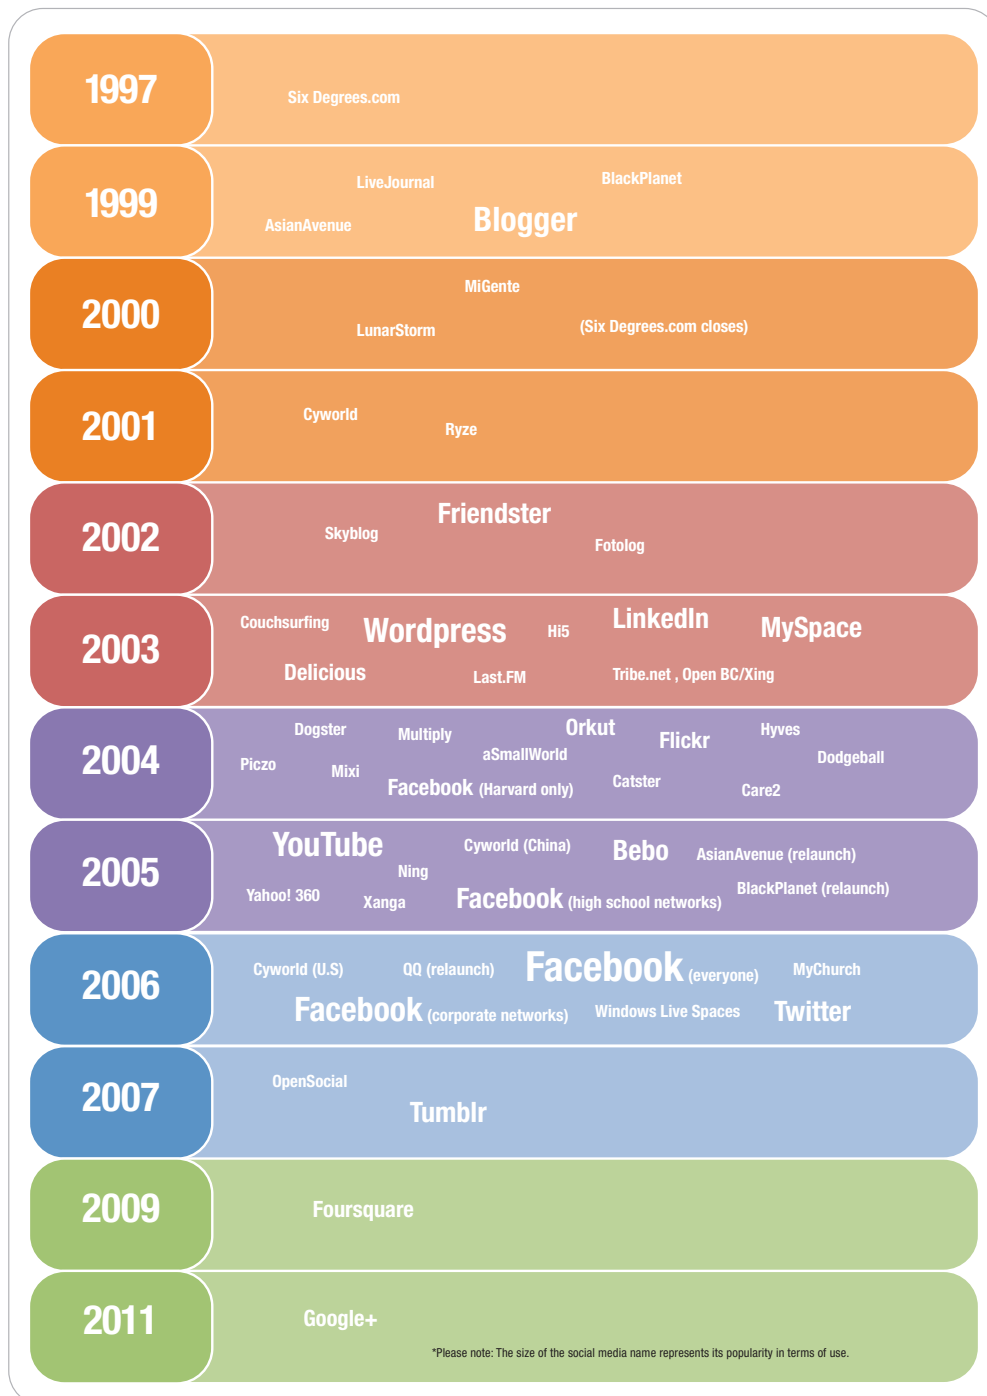 1997
Six Degrees.com
1999
LiveJournal
BlackPlanet
AsianAvenue
Blogger
2000
MiGente
LunarStorm
(Six Degrees.com closes)
2001
Cyworld
Ryze
2002
Friendster
Skyblog
Fotolog
2003
Couchsurfing
Wordpress
Hi5
LinkedIn
MySpace
Delicious
Last.FM
Tribe.net , Open BC/Xing
2004
Dogster
Multiply
Orkut
Flickr
Hyves
aSmallWorld
Dodgeball
Piczo
Mixi
Facebook (Harvard only)
Catster
Care2
2005
YouTube
Cyworld (China)
Bebo
AsianAvenue (relaunch)
Ning
Yahoo! 360
Xanga
Facebook (high school networks)
BlackPlanet (relaunch)
2006
Cyworld (U.S)
QQ (relaunch)
Facebook (everyone)
MyChurch
Facebook (corporate networks)
Windows Live Spaces
Twitter
2007
OpenSocial
Tumblr
2009
Foursquare
2011
Google+
*Please note: The size of the social media name represents its popularity in terms of use.